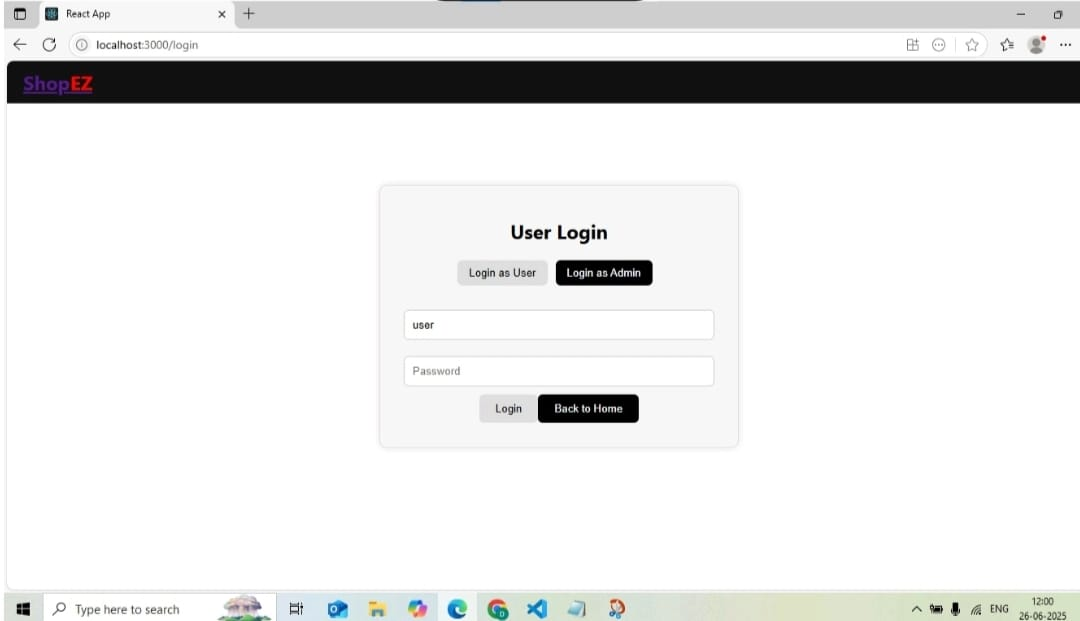 React App
localhost:3000/login
ShopEZ
User Login
Login as User Login as Admin
user
Password
Login Back to Home
Type here to search
ENG
12:00
26-06-2025